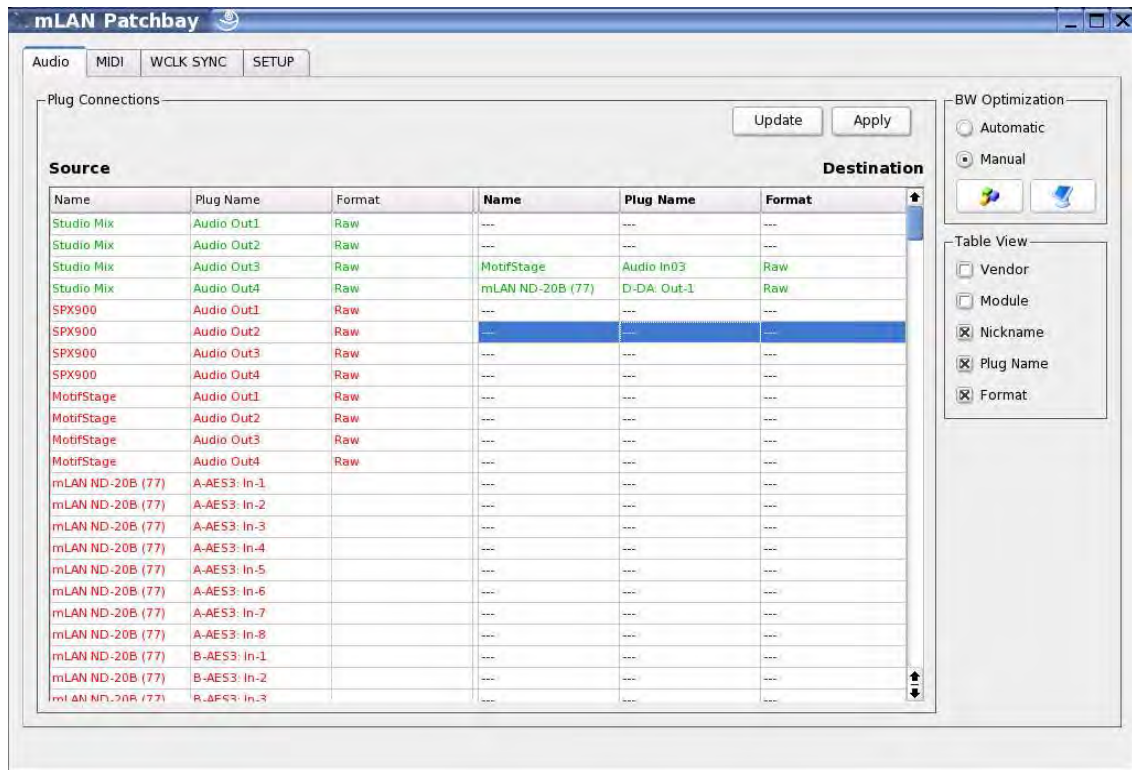 mLAN Patchbay
Audio MIDI WCLK SYNC SETUP
Plug Connections
Update Apply
Source Destination
Name Plug Name Format Name Plug Name Format
Studio Mix Audio Out1 Raw --- --- ---
Studio Mix Audio Out2 Raw --- --- ---
Studio Mix Audio Out3 Raw MotifStage Audio In03 Raw
Studio Mix Audio Out4 Raw mLAN ND-20B (77) D-DA: Out-1 Raw
SPX900 Audio Out1 Raw --- --- ---
SPX900 Audio Out2 Raw --- --- ---
SPX900 Audio Out3 Raw --- --- ---
SPX900 Audio Out4 Raw --- --- ---
MotifStage Audio Out1 Raw --- --- ---
MotifStage Audio Out2 Raw --- --- ---
MotifStage Audio Out3 Raw --- --- ---
MotifStage Audio Out4 Raw --- --- ---
mLAN ND-20B (77) A-AES3: In-1 --- --- ---
mLAN ND-20B (77) A-AES3: In-2 --- --- ---
mLAN ND-20B (77) A-AES3: In-3 --- --- ---
mLAN ND-20B (77) A-AES3: In-4 --- --- ---
mLAN ND-20B (77) A-AES3: In-5 --- --- ---
mLAN ND-20B (77) A-AES3: In-6 --- --- ---
mLAN ND-20B (77) A-AES3: In-7 --- --- ---
mLAN ND-20B (77) A-AES3: In-8 --- --- ---
mLAN ND-20B (77) B-AES3: In-1 --- --- ---
mLAN ND-20B (77) B-AES3: In-2 --- --- ---
mLAN ND-20B (77) B-AES3: In-3 --- --- ---
BW Optimization
Automatic
Manual
Table View
Vendor
Module
Nickname
Plug Name
Format